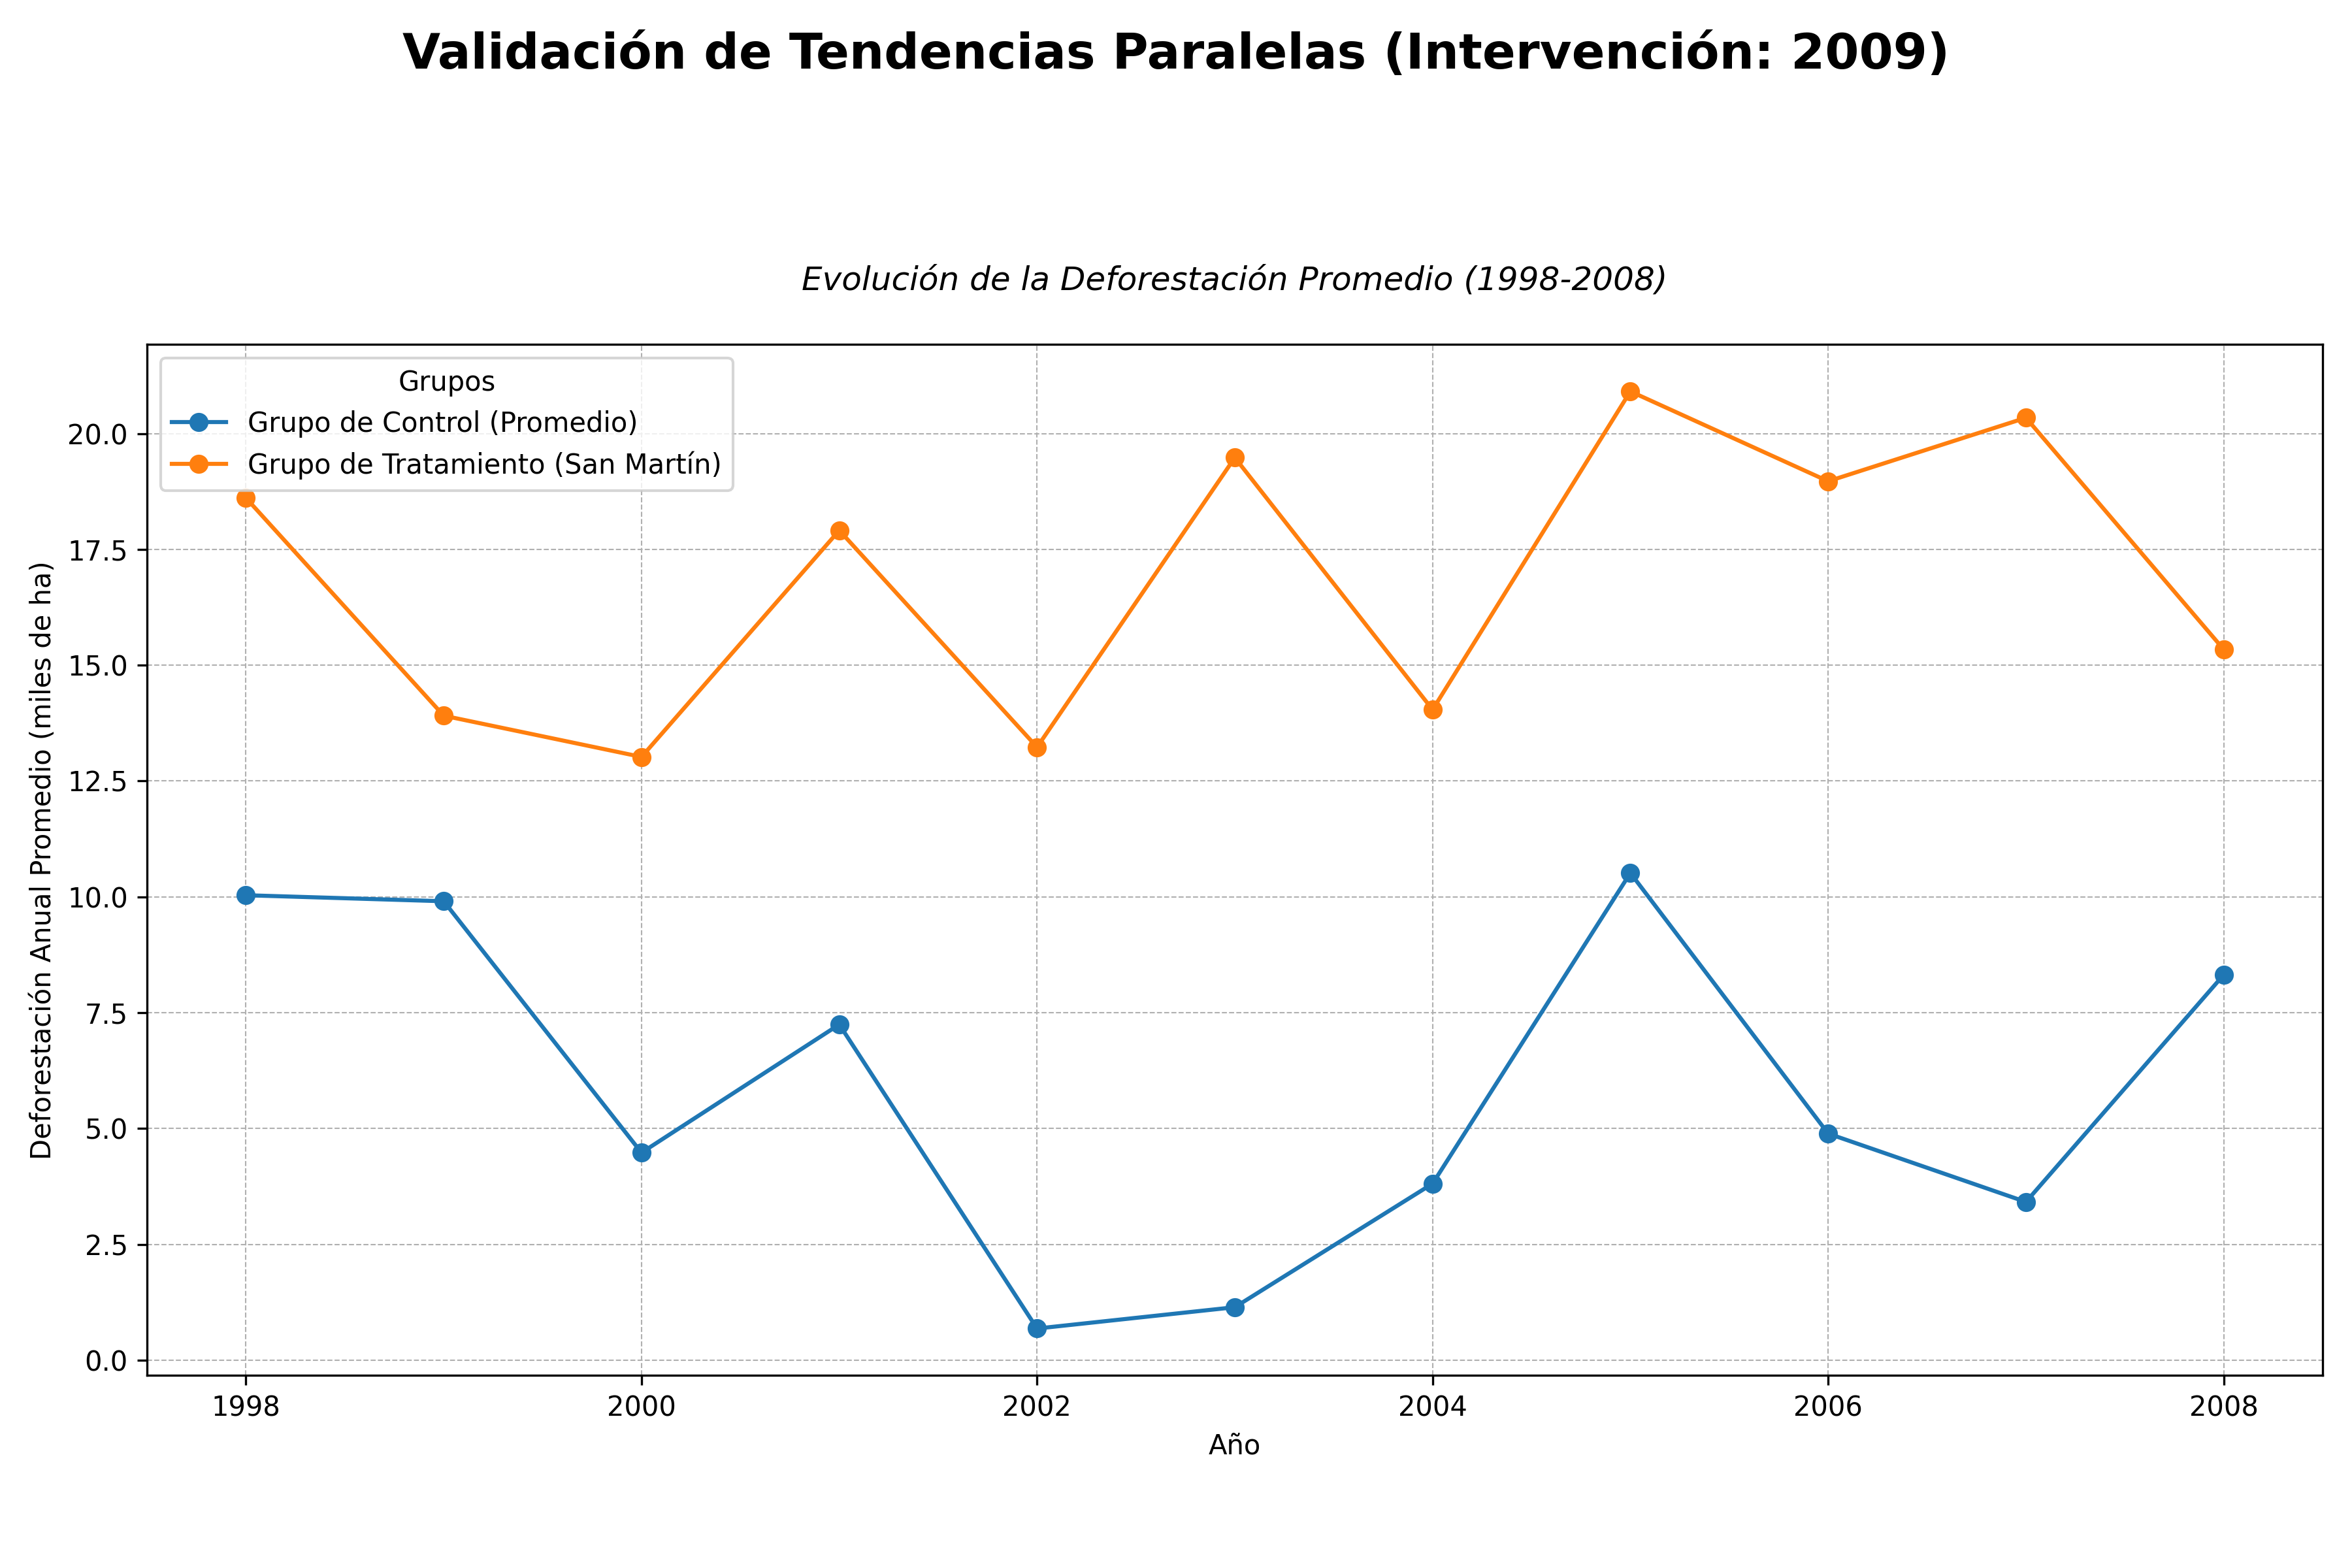 Validación de Tendencias Paralelas (Intervención: 2009)
Evolución de la Deforestación Promedio (1998-2008)
Grupos
Grupo de Control (Promedio)
Grupo de Tratamiento (San Martín)
Deforestación Anual Promedio (miles de ha)
20.0
17.5
15.0
12.5
10.0
7.5
5.0
2.5
0.0
1998 2000 2002 2004 2006 2008
Año